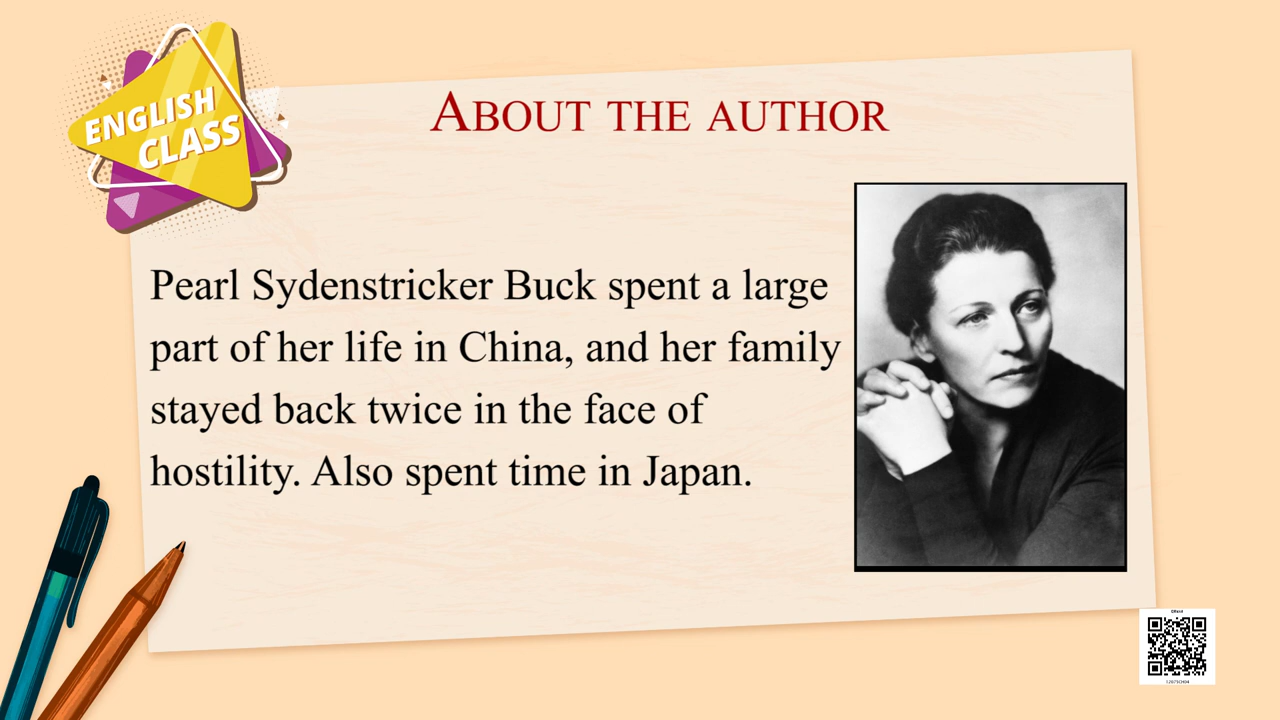 ENGLISH
CLASS
ABOUT THE AUTHOR
Pearl Sydenstricker Buck spent a large
part of her life in China, and her family
stayed back twice in the face of
hostility. Also spent time in Japan.